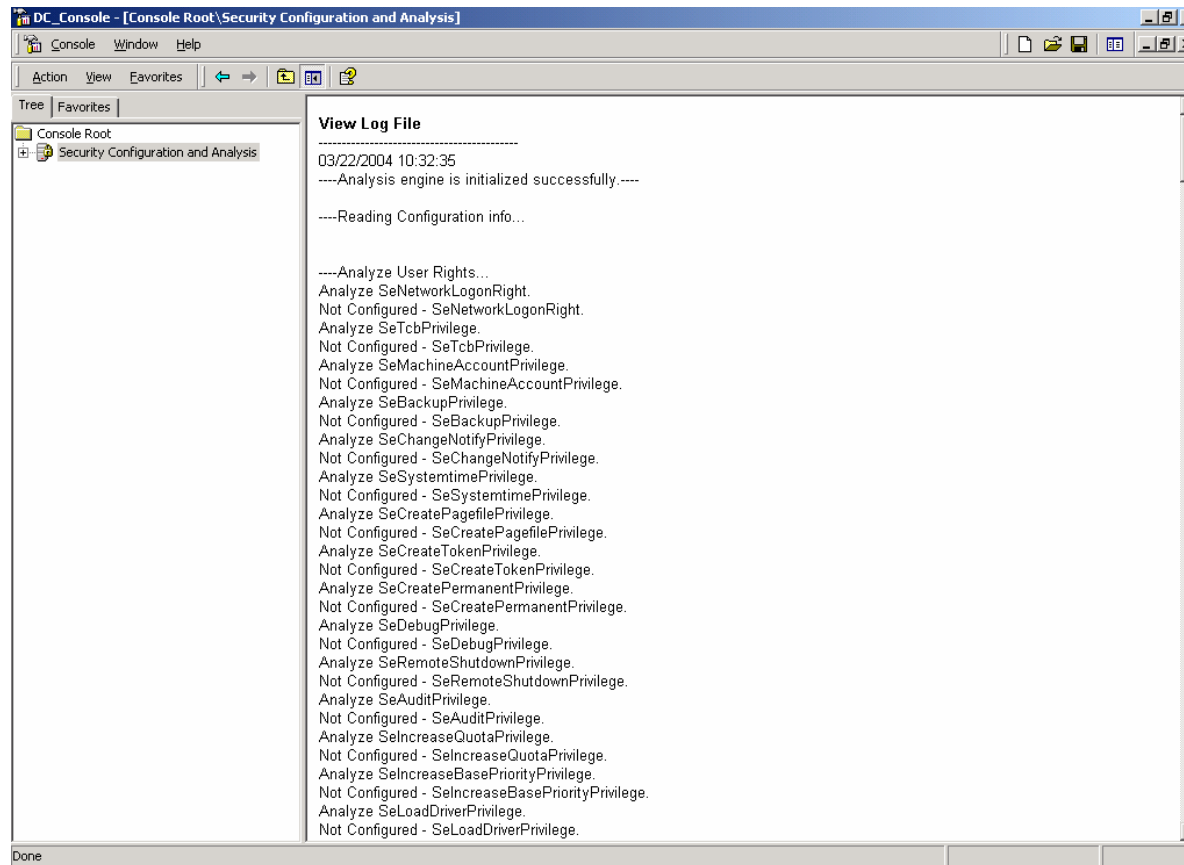 DC_Console - [Console Root\Security Configuration and Analysis]
Console Window Help
Action View Favorites
Tree Favorites
Console Root
Security Configuration and Analysis
View Log File
-------------------------------------------
03/22/2004 10:32:35
----Analysis engine is initialized successfully.----
----Reading Configuration info...
----Analyze User Rights...
Analyze SeNetworkLogonRight.
Not Configured - SeNetworkLogonRight.
Analyze SeTcbPrivilege.
Not Configured - SeTcbPrivilege.
Analyze SeMachineAccountPrivilege.
Not Configured - SeMachineAccountPrivilege.
Analyze SeBackupPrivilege.
Not Configured - SeBackupPrivilege.
Analyze SeChangeNotifyPrivilege.
Not Configured - SeChangeNotifyPrivilege.
Analyze SeSystemtimePrivilege.
Not Configured - SeSystemtimePrivilege.
Analyze SeCreatePagefilePrivilege.
Not Configured - SeCreatePagefilePrivilege.
Analyze SeCreateTokenPrivilege.
Not Configured - SeCreateTokenPrivilege.
Analyze SeCreatePermanentPrivilege.
Not Configured - SeCreatePermanentPrivilege.
Analyze SeDebugPrivilege.
Not Configured - SeDebugPrivilege.
Analyze SeRemoteShutdownPrivilege.
Not Configured - SeRemoteShutdownPrivilege.
Analyze SeAuditPrivilege.
Not Configured - SeAuditPrivilege.
Analyze SeIncreaseQuotaPrivilege.
Not Configured - SeIncreaseQuotaPrivilege.
Analyze SeIncreaseBasePriorityPrivilege.
Not Configured - SeIncreaseBasePriorityPrivilege.
Analyze SeLoadDriverPrivilege.
Not Configured - SeLoadDriverPrivilege.
Done